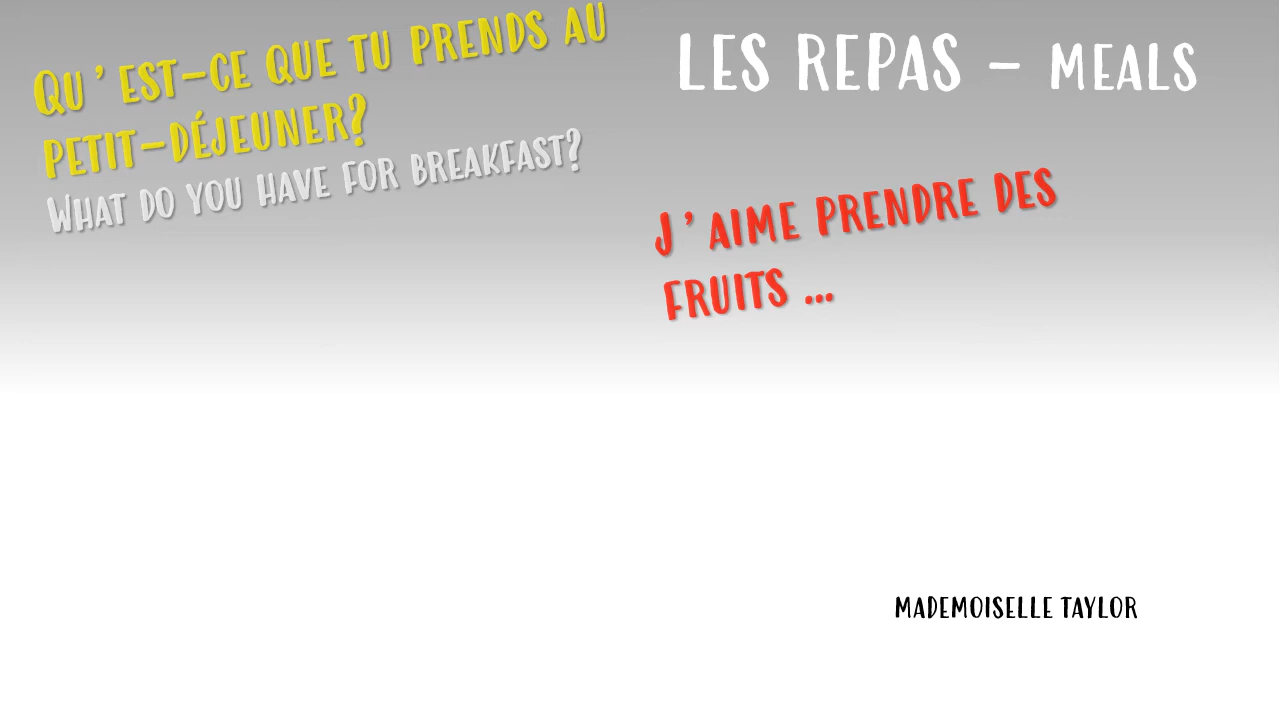 Qu'est-ce que tu prends au
petit-déjeuner?
What do you have for breakfast?
LES REPAS - MEALS
J'aime prendre des
fruits ...
MADEMOISELLE TAYLOR